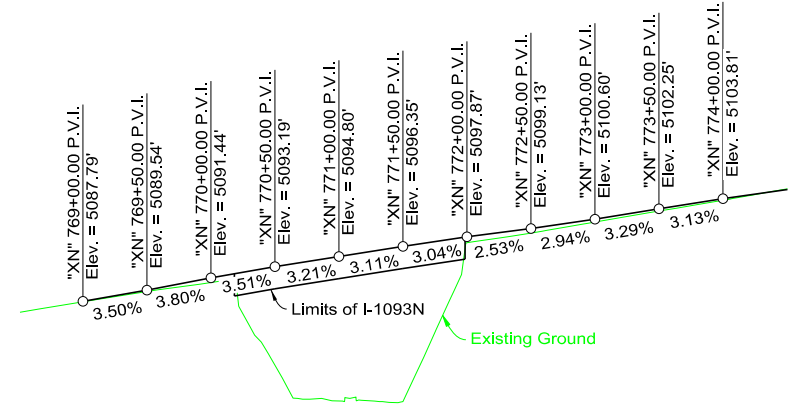 "XN" 769+00.00 P.V.I.
Elev. = 5087.79'
"XN" 769+50.00 P.V.I.
Elev. = 5089.54'
"XN" 770+00.00 P.V.I.
Elev. = 5091.44'
"XN" 770+50.00 P.V.I.
Elev. = 5093.19'
"XN" 771+00.00 P.V.I.
Elev. = 5094.80'
"XN" 771+50.00 P.V.I.
Elev. = 5096.35'
"XN" 772+00.00 P.V.I.
Elev. = 5097.87'
"XN" 772+50.00 P.V.I.
Elev. = 5099.13'
"XN" 773+00.00 P.V.I.
Elev. = 5100.60'
"XN" 773+50.00 P.V.I.
Elev. = 5102.25'
"XN" 774+00.00 P.V.I.
Elev. = 5103.81'
3.50%
3.80%
3.51%
3.21%
3.11%
3.04%
2.53%
2.94%
3.29%
3.13%
Limits of I-1093N
Existing Ground